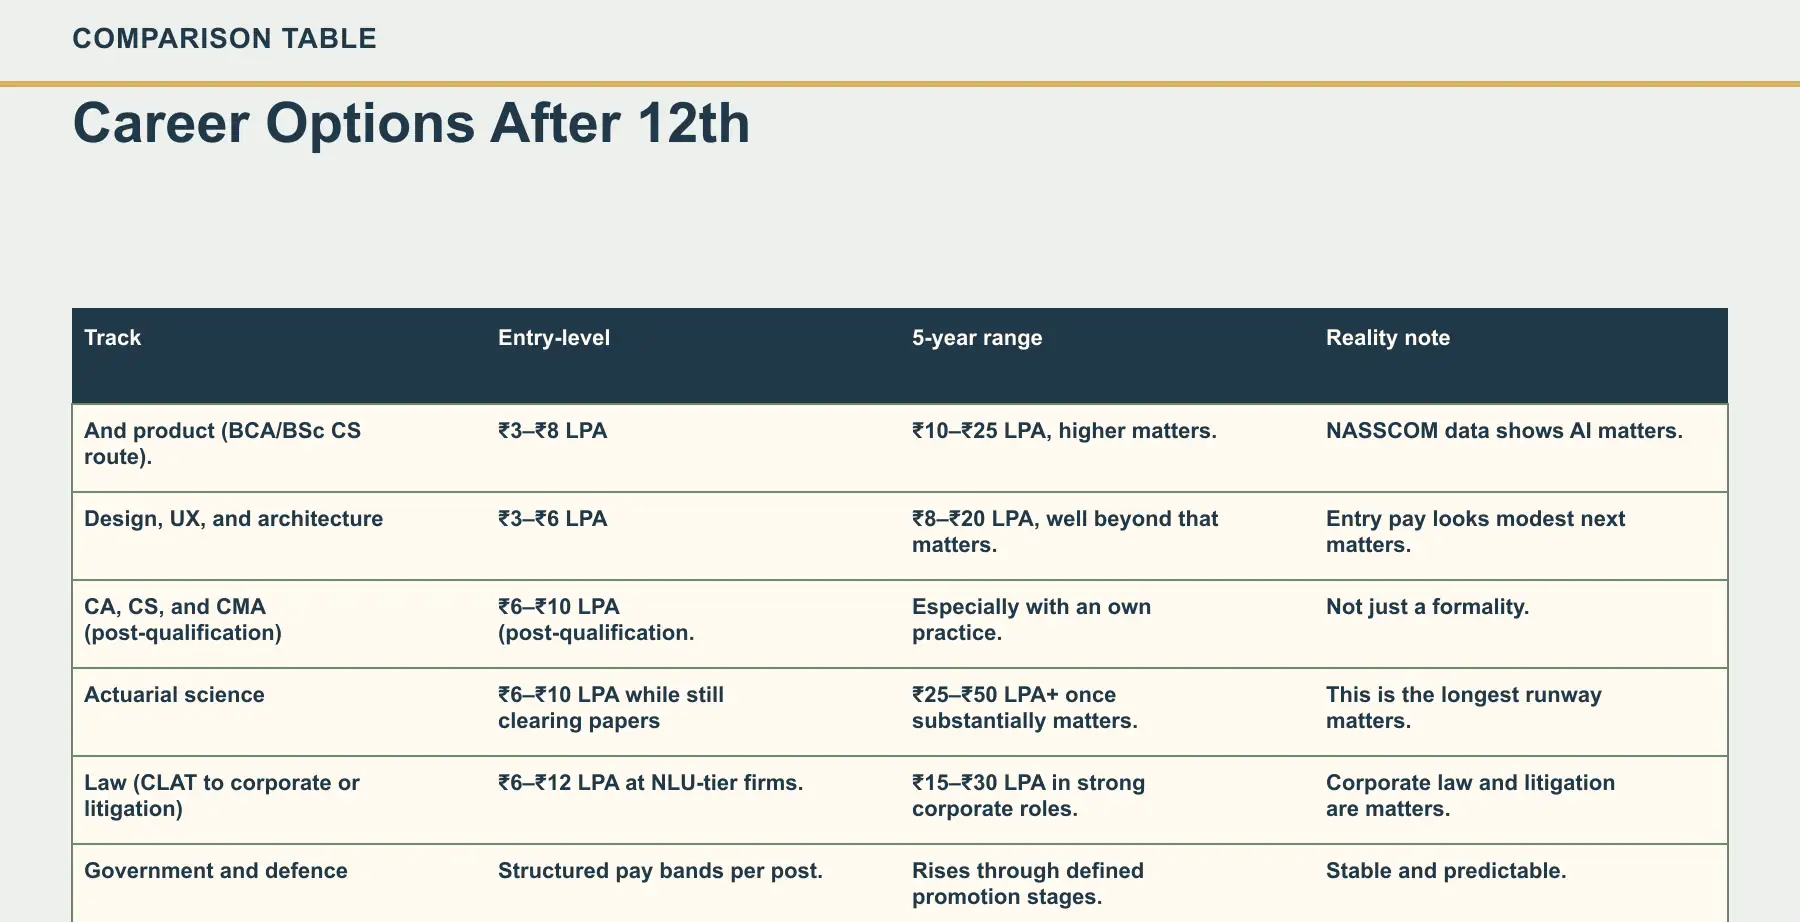 COMPARISON TABLE
Career Options After 12th
Track
Entry-level
5-year range
Reality note
And product (BCA/BSc CS
route).
₹3–₹8 LPA
₹10–₹25 LPA, higher matters.
NASSCOM data shows AI matters.
Design, UX, and architecture
₹3–₹6 LPA
₹8–₹20 LPA, well beyond that
matters.
Entry pay looks modest next
matters.
CA, CS, and CMA
(post-qualification)
₹6–₹10 LPA
(post-qualification.
Especially with an own
practice.
Not just a formality.
Actuarial science
₹6–₹10 LPA while still
clearing papers
₹25–₹50 LPA+ once
substantially matters.
This is the longest runway
matters.
Law (CLAT to corporate or
litigation)
₹6–₹12 LPA at NLU-tier firms.
₹15–₹30 LPA in strong
corporate roles.
Corporate law and litigation
are matters.
Government and defence
Structured pay bands per post.
Rises through defined
promotion stages.
Stable and predictable.